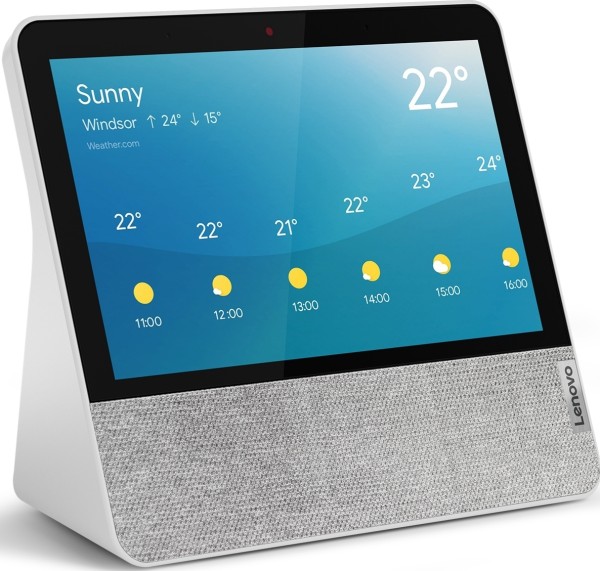 Sunny
22°
Windsor ↑ 24° ↓ 15°
Weather.com
22° 22° 21° 22° 23° 24°
11:00 12:00 13:00 14:00 15:00 16:00
Lenovo